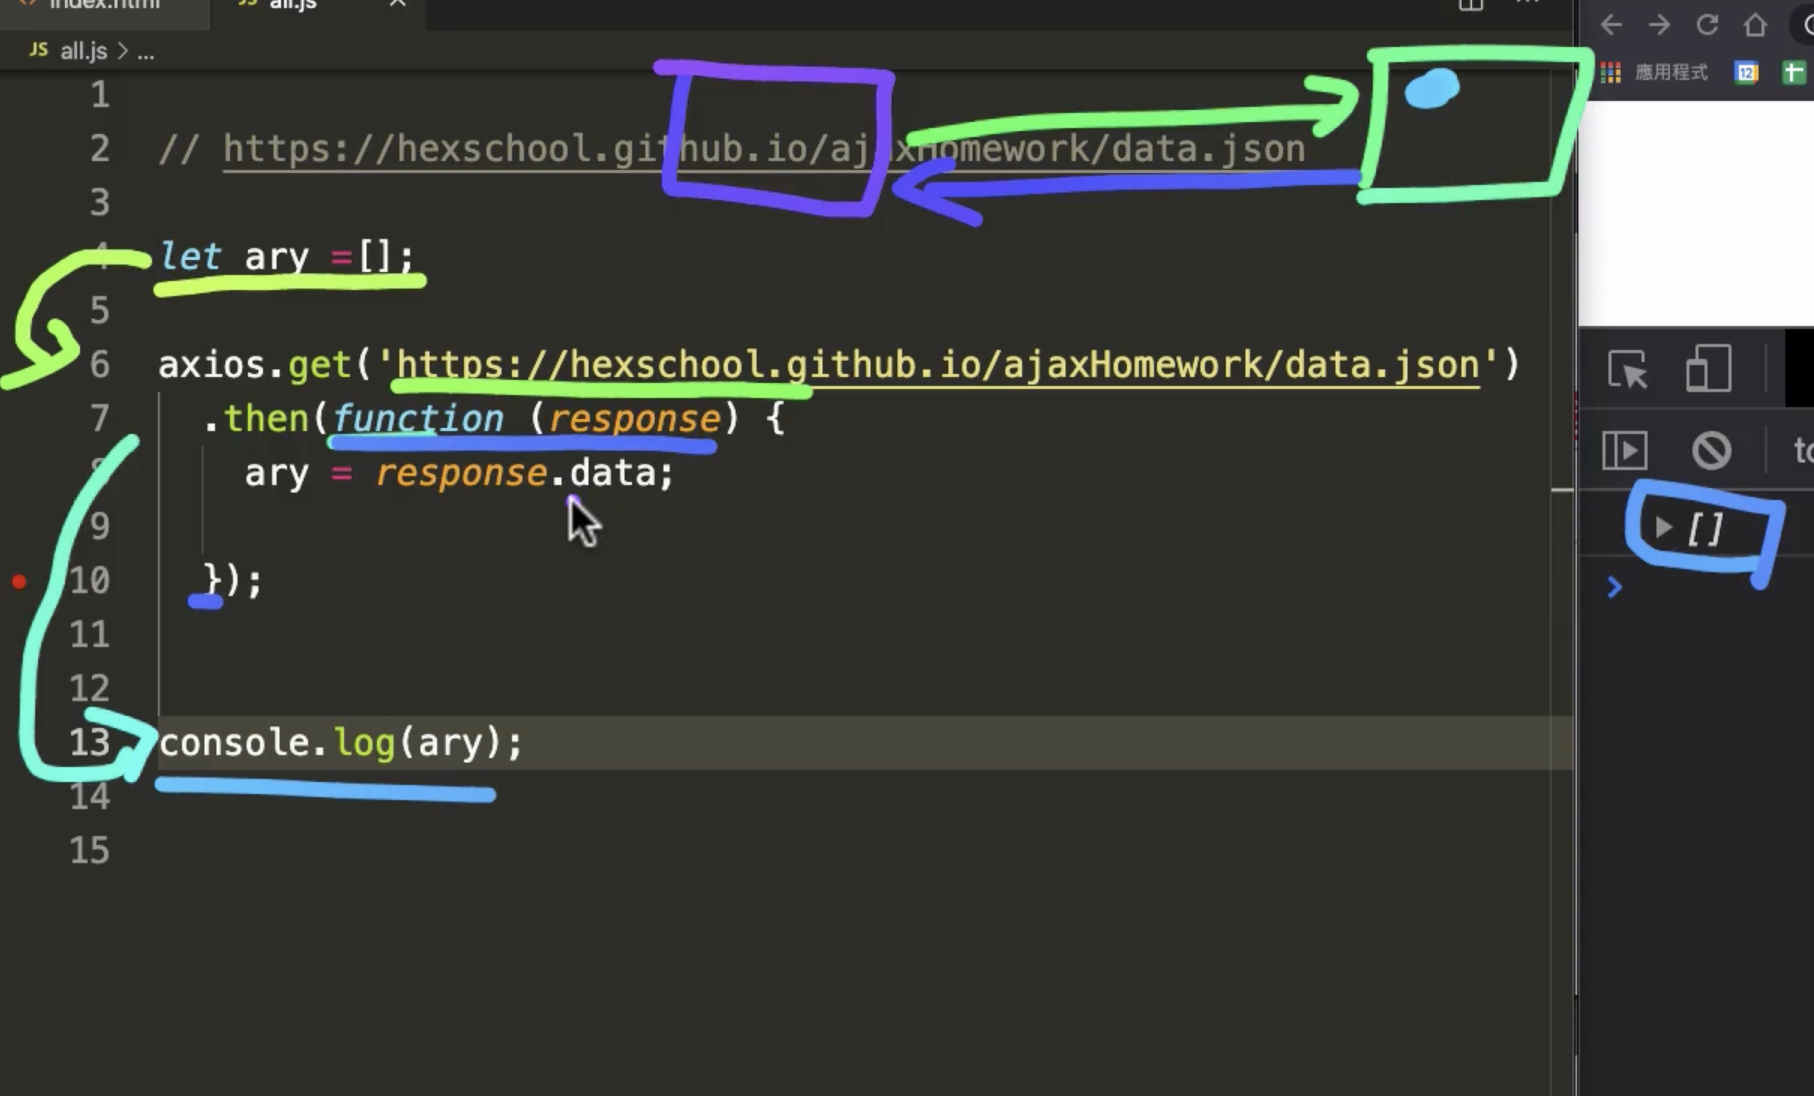 index.html all.js
JS all.js > ...
應用程式
12
1
2 // https://hexschool.github.io/ajaxHomework/data.json
3
4 let ary =[];
5
6 axios.get('https://hexschool.github.io/ajaxHomework/data.json')
7 .then(function (response) {
8 ary = response.data;
9
10 });
11
12
13 console.log(ary);
14
15
[]